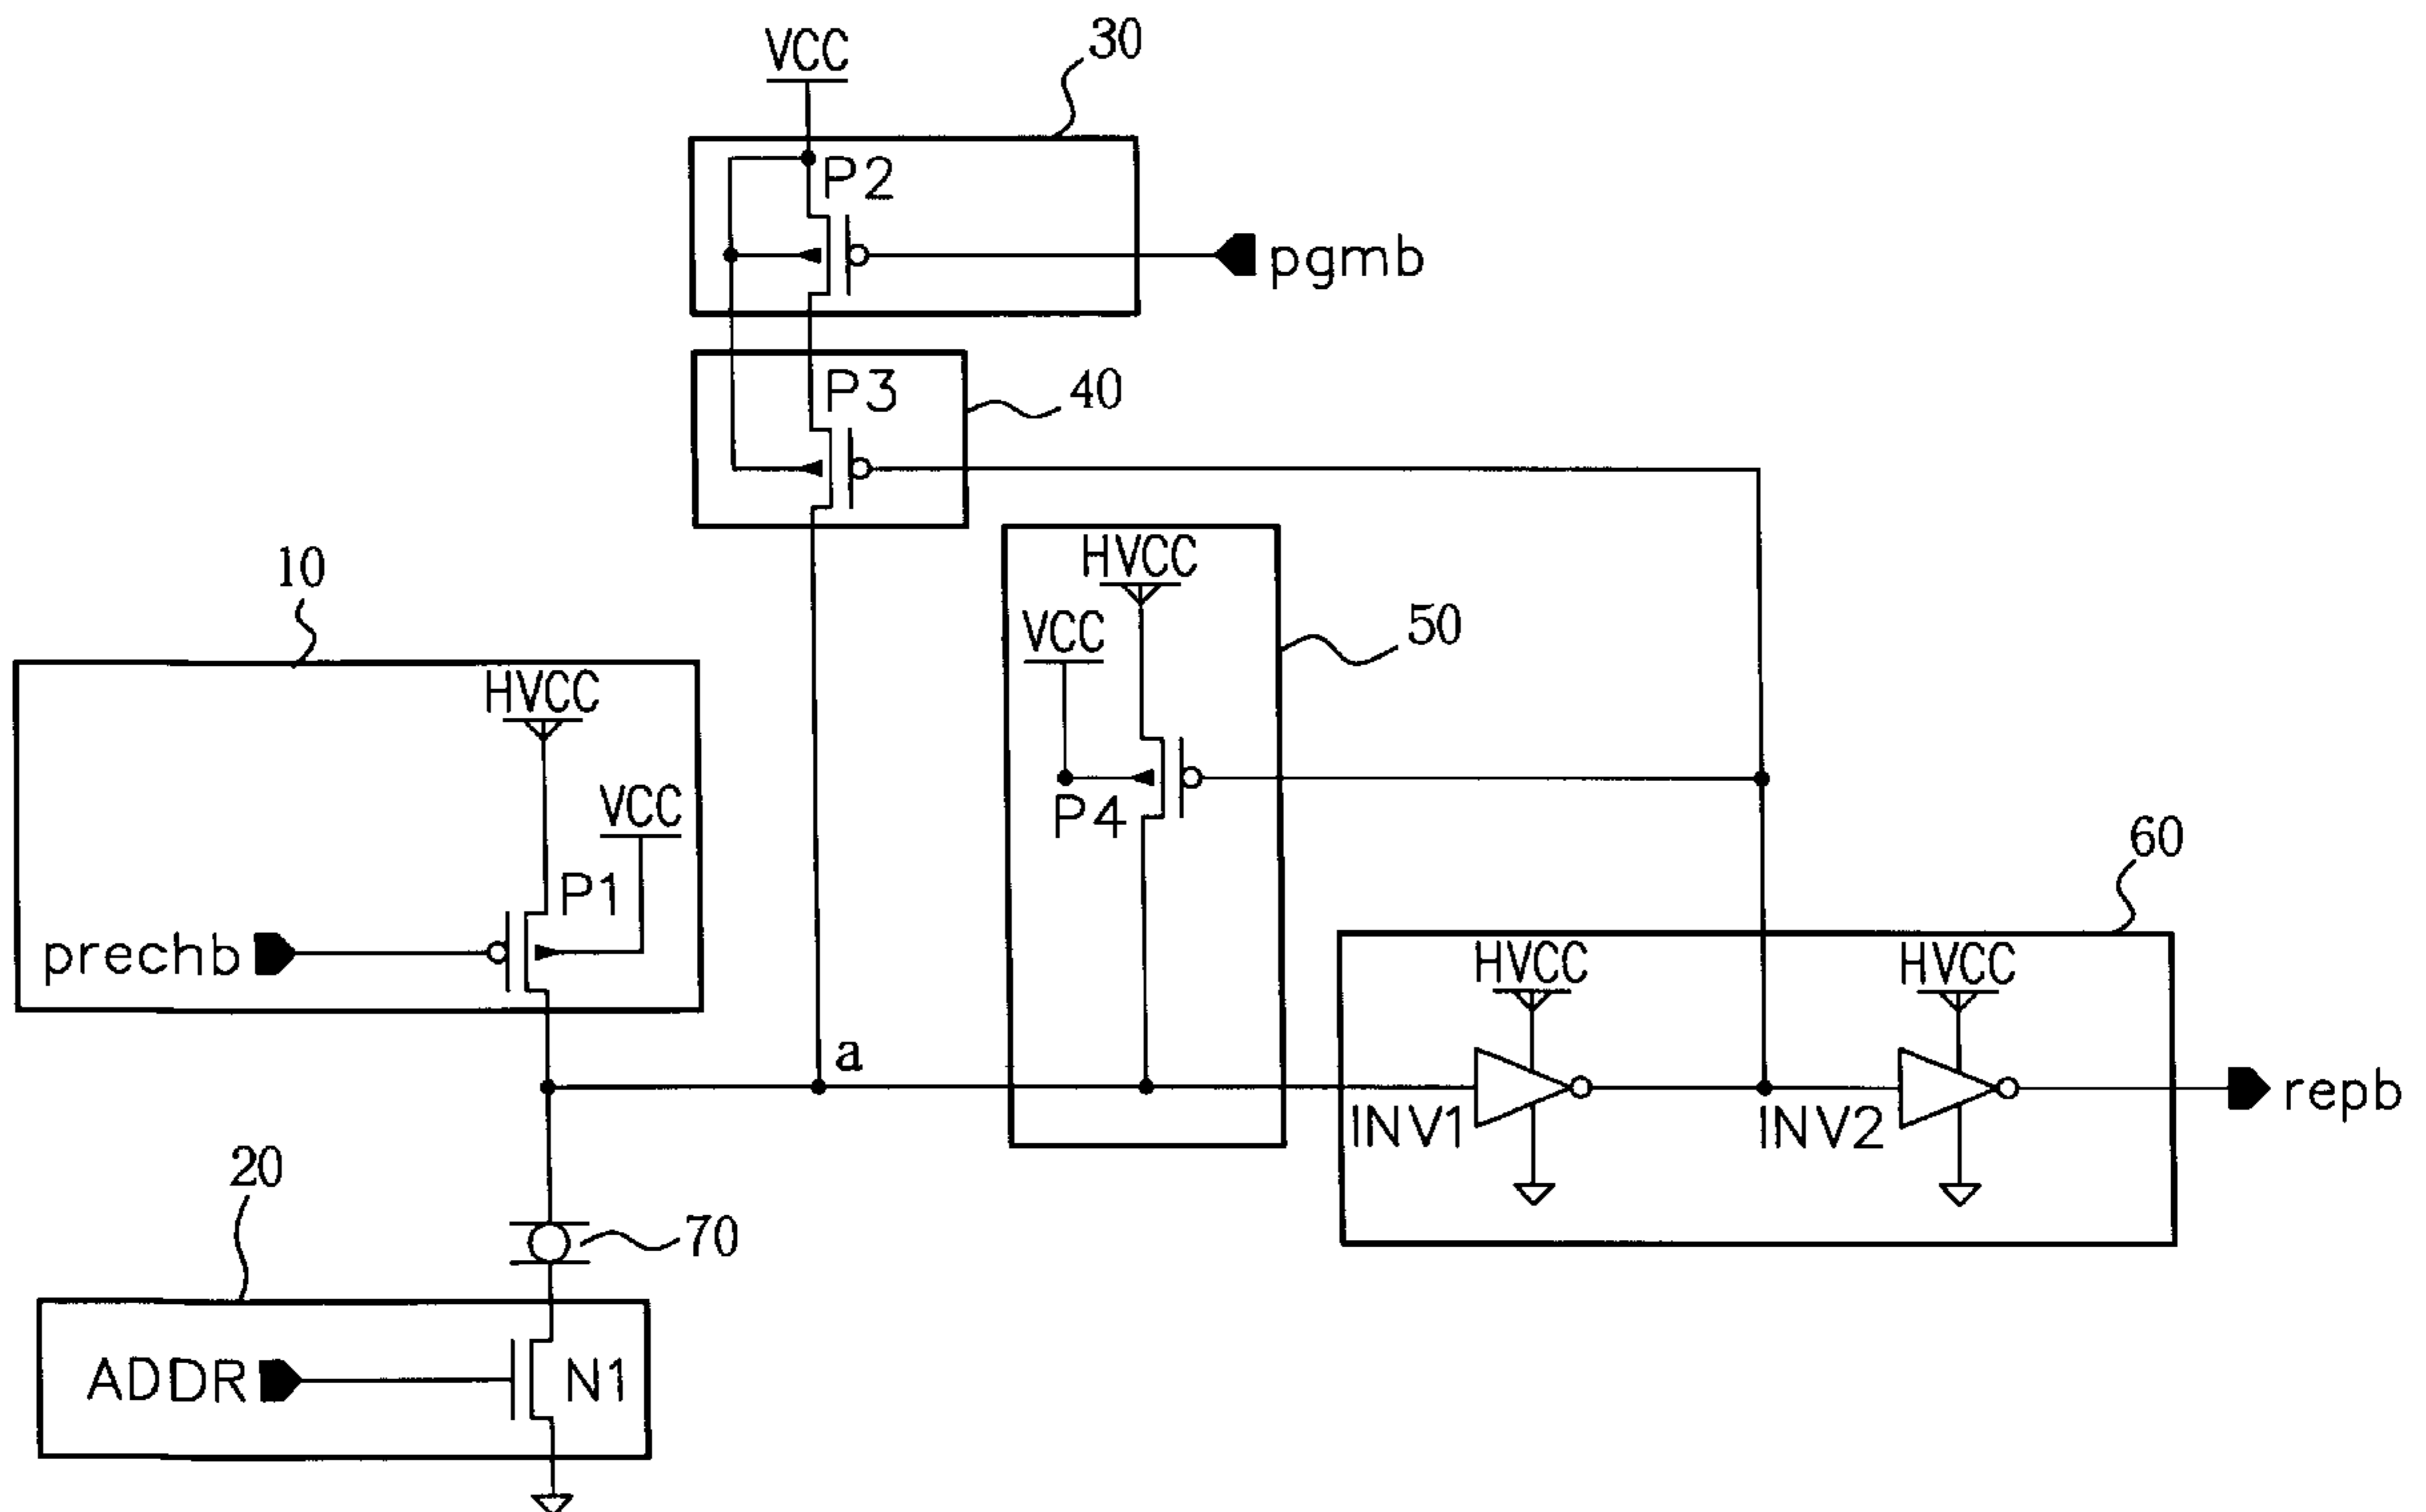 VCC
30
P2
pgmb
P3
40
10
HVCC
VCC
50
HVCC
VCC
P4
P1
prechb
60
HVCC
HVCC
a
INV1
INV2
repb
20
70
ADDR
N1